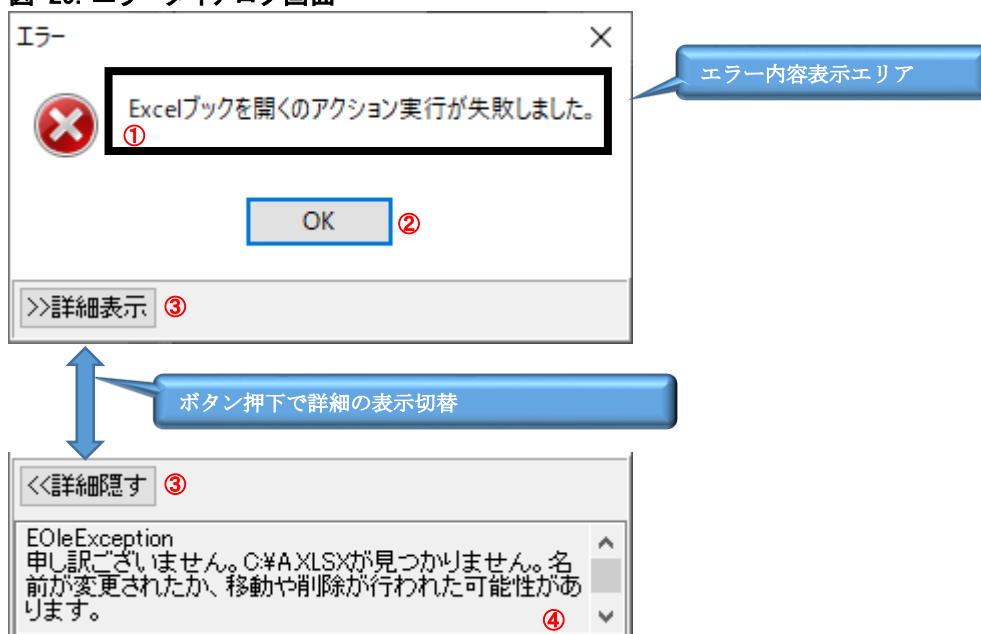 エラー
エラー内容表示エリア
Excelブックを開くのアクション実行が失敗しました。
①
OK
②
>>詳細表示
③
ボタン押下で詳細の表示切替
<<詳細隠す
③
EOleException
申し訳ございません。C:¥A.XLSXが見つかりません。名
前が変更されたか、移動や削除が行われた可能性があ
ります。
④